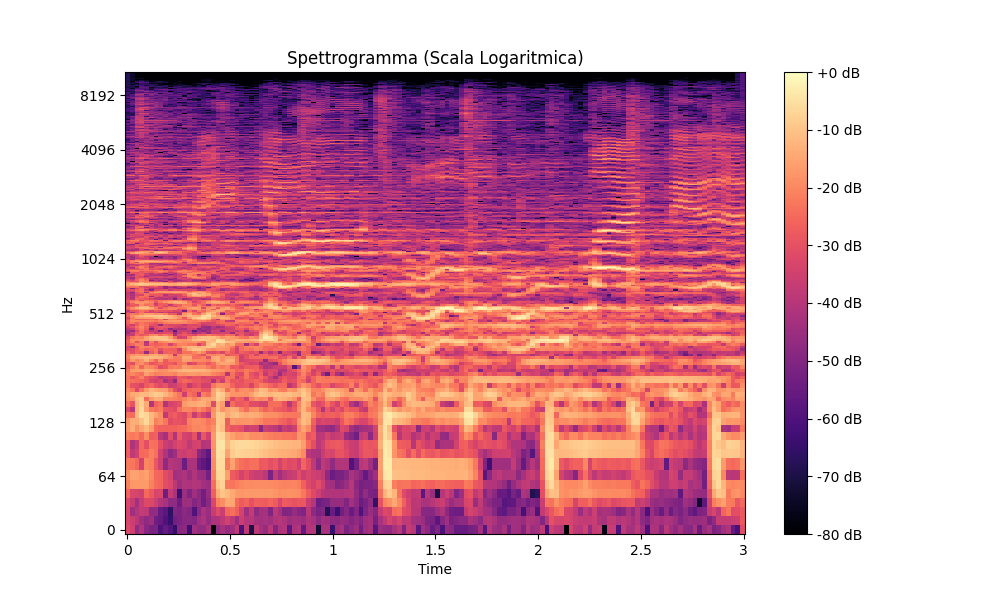 Spettrogramma (Scala Logaritmica)
Hz
8192
4096
2048
1024
512
256
128
64
0
0
0.5
1
1.5
2
2.5
3
Time
+0 dB
-10 dB
-20 dB
-30 dB
-40 dB
-50 dB
-60 dB
-70 dB
-80 dB